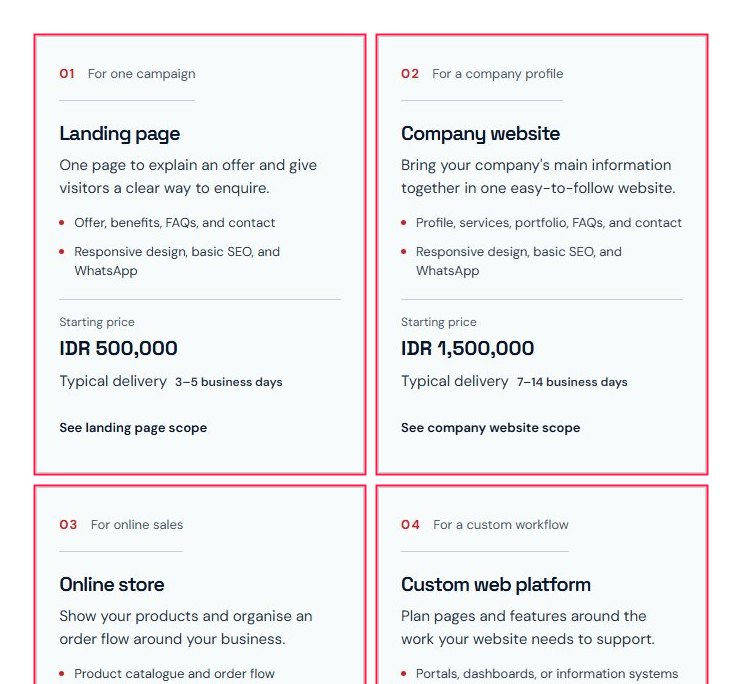 01 For one campaign
Landing page
One page to explain an offer and give
visitors a clear way to enquire.
Offer, benefits, FAQs, and contact
Responsive design, basic SEO, and
WhatsApp
Starting price
IDR 500,000
Typical delivery 3–5 business days
See landing page scope
02 For a company profile
Company website
Bring your company's main information
together in one easy-to-follow website.
Profile, services, portfolio, FAQs, and contact
Responsive design, basic SEO, and
WhatsApp
Starting price
IDR 1,500,000
Typical delivery 7–14 business days
See company website scope
03 For online sales
Online store
Show your products and organise an
order flow around your business.
Product catalogue and order flow
04 For a custom workflow
Custom web platform
Plan pages and features around the
work your website needs to support.
Portals, dashboards, or information systems